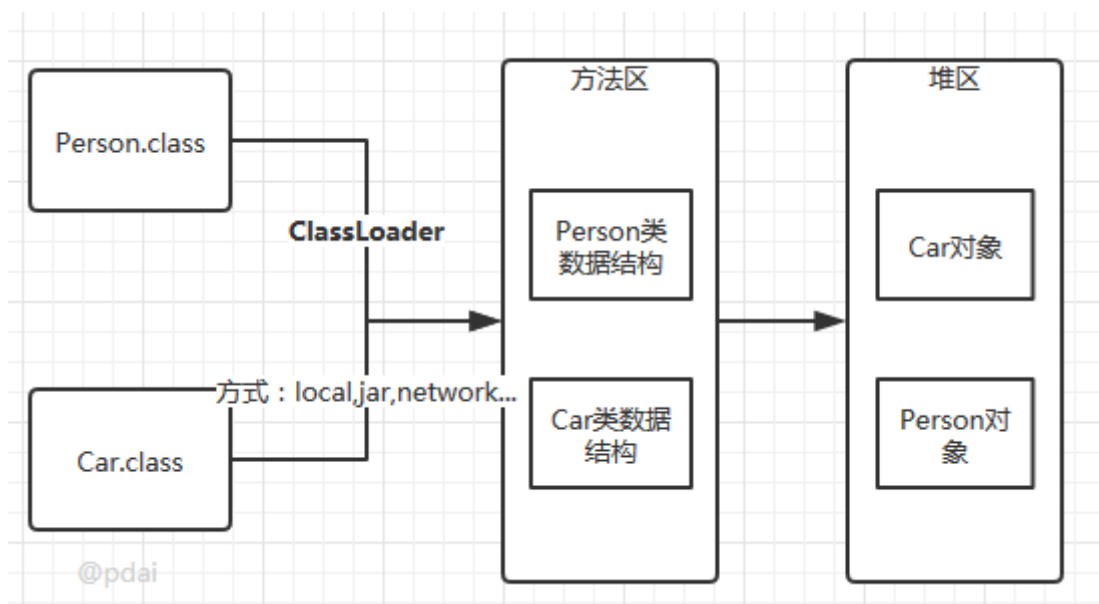 方法区
堆区
Person.class
ClassLoader
Person类
数据结构
Car对象
方式：local,jar,network...
Car类数据
结构
Person对
象
Car.class
@pdai